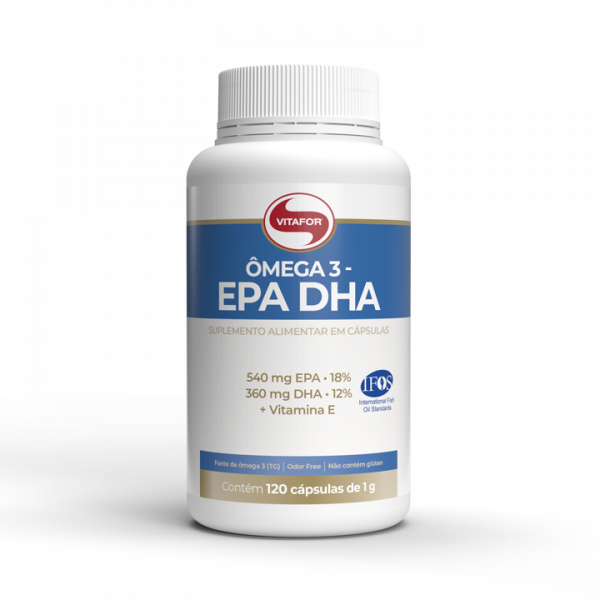 VITAFOR®
ÔMEGA 3 -
EPA DHA
SUPLEMENTO ALIMENTAR EM CÁPSULAS
540 mg EPA • 18%
360 mg DHA • 12%
+ Vitamina E
IFOS
International Fish
Oil Standards
Fonte de ômega 3 (TG) | Odor Free | Não contém glúten
Contém 120 cápsulas de 1 g